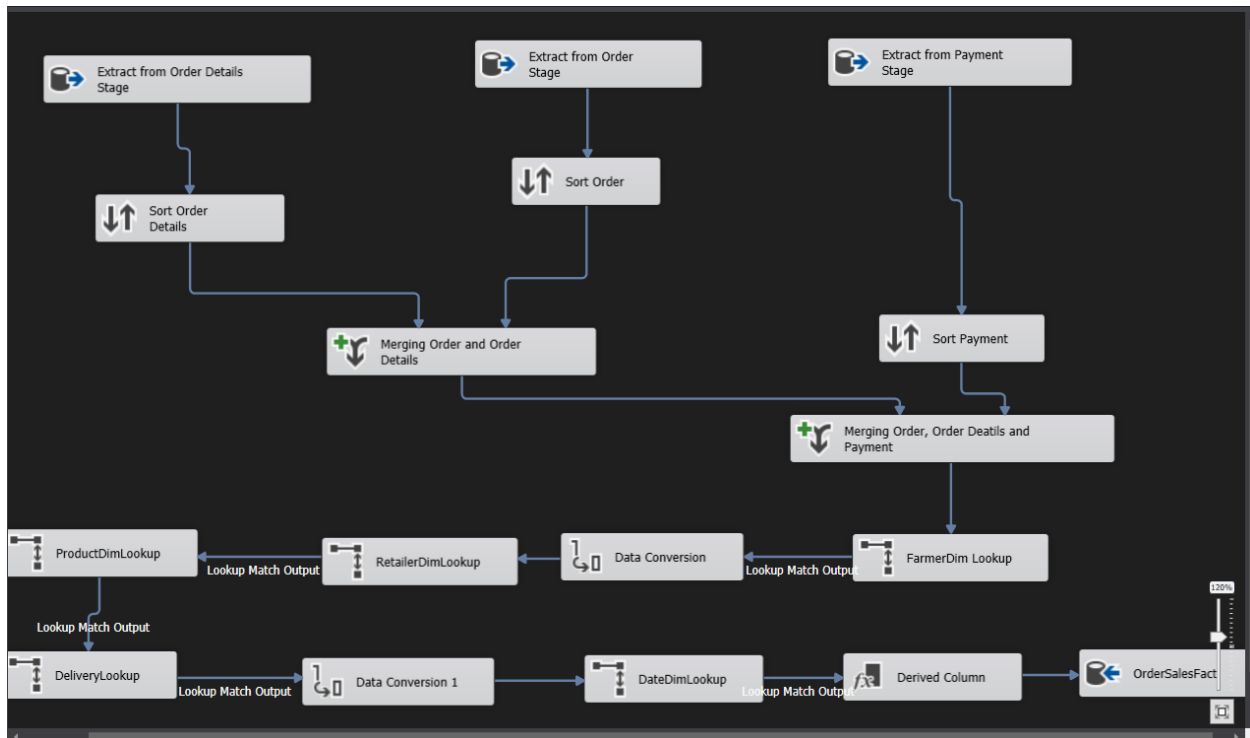 Extract from Order Details
Stage
Extract from Order
Stage
Extract from Payment
Stage
Sort Order
Sort Order
Details
Sort Payment
Merging Order and Order
Details
Merging Order, Order Deatils and
Payment
ProductDimLookup
Lookup Match Output
RetailerDimLookup
Data Conversion
Lookup Match Output
FarmerDim Lookup
120%
Lookup Match Output
DeliveryLookup
Lookup Match Output
Data Conversion 1
DateDimLookup
Lookup Match Output
Derived Column
OrderSalesFact